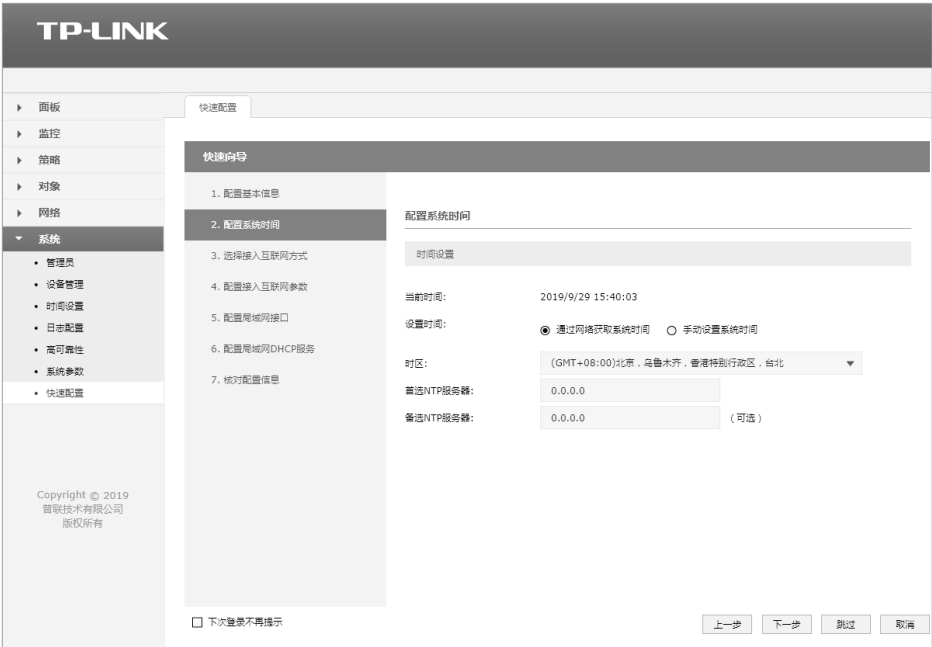 TP-LINK
面板
监控
策略
对象
网络
系统
管理员
设备管理
时间设置
日志配置
高可靠性
系统参数
快速配置
Copyright © 2019
普联技术有限公司
版权所有
快速配置
快速向导
1. 配置基本信息
2. 配置系统时间
3. 选择接入互联网方式
4. 配置接入互联网参数
5. 配置局域网接口
6. 配置局域网DHCP服务
7. 核对配置信息
配置系统时间
时间设置
当前时间: 2019/9/29 15:40:03
设置时间: 通过网络获取系统时间 手动设置系统时间
时区: (GMT+08:00)北京，乌鲁木齐，香港特别行政区，台北
首选NTP服务器: 0.0.0.0
备选NTP服务器: 0.0.0.0 （可选）
下次登录不再提示
上一步 下一步 跳过 取消